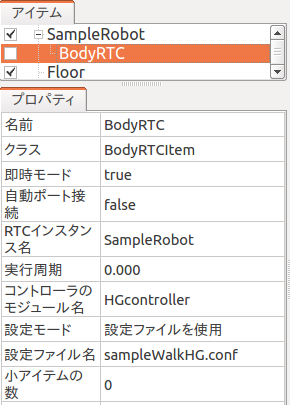 アイテム
SampleRobot
BodyRTC
Floor
プロパティ
名前 BodyRTC
クラス BodyRTCItem
即時モード true
自動ポート接
続 false
RTCインスタン
ス名 SampleRobot
実行周期 0.000
コントローラの
モジュール名 HGcontroller
設定モード 設定ファイルを使用
設定ファイル名 sampleWalkHG.conf
小アイテムの
数 0